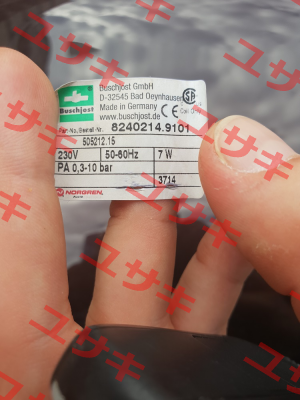 Buschjost GmbH
D-32545 Bad Oeynhausen
Made in Germany
www.buschjost.de
Buschjost
8240214.9101
505212.15
230V 50-60Hz 7 W
PA 0,3-10 bar
3714
NORGREN
ユサキ
ユサキ
ユサキ
ユサキ
ユサキ
ユサキ
ユサキ